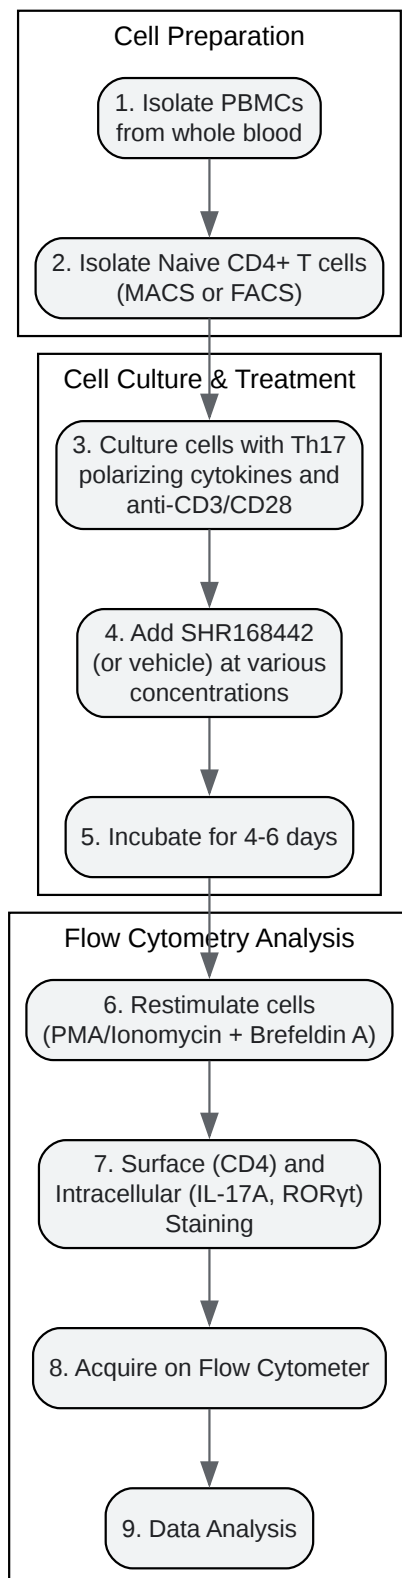 Cell Preparation
1. Isolate PBMCs
from whole blood
2. Isolate Naive CD4+ T cells
(MACS or FACS)
Cell Culture & Treatment
3. Culture cells with Th17
polarizing cytokines and
anti-CD3/CD28
4. Add SHR168442
(or vehicle) at various
concentrations
5. Incubate for 4-6 days
Flow Cytometry Analysis
6. Restimulate cells
(PMA/Ionomycin + Brefeldin A)
7. Surface (CD4) and
Intracellular (IL-17A, RORγt)
Staining
8. Acquire on Flow Cytometer
9. Data Analysis